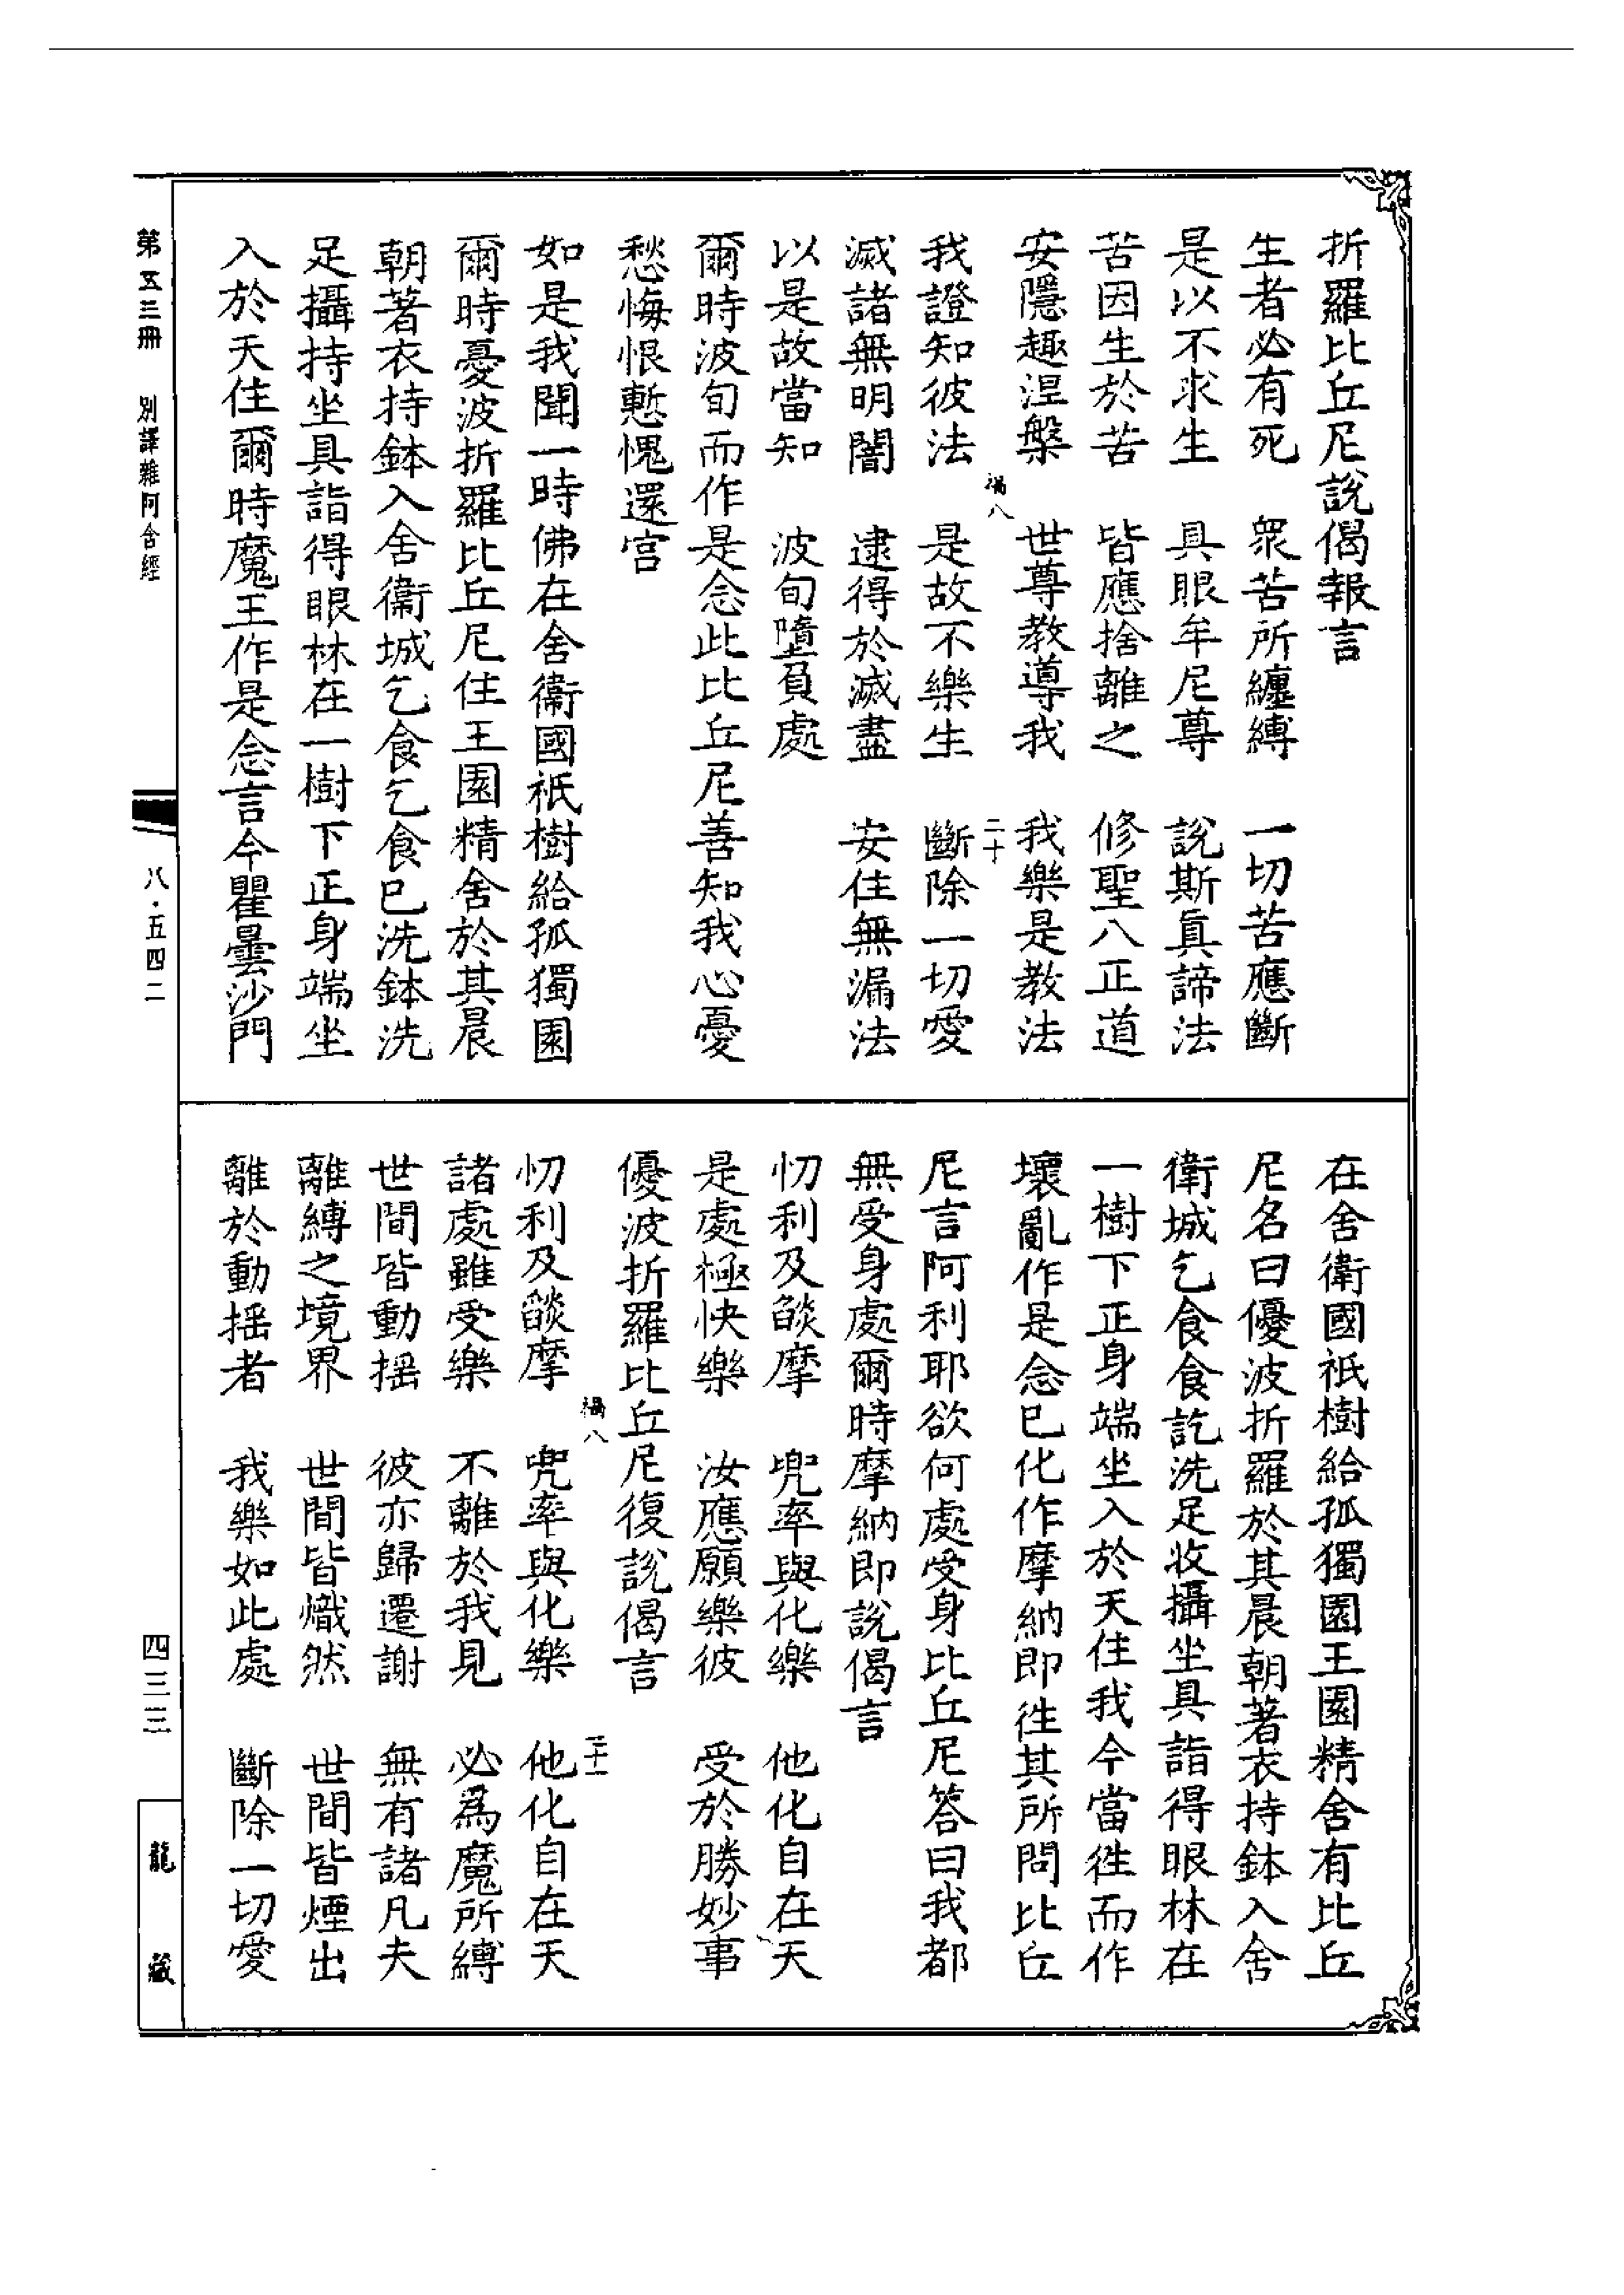 折羅比丘尼說偈報言
生者必有死　衆苦所纏縛　一切苦應斷
是以不求生　具眼牟尼尊　說斯眞諦法
苦因生於苦　皆應捨離之　修聖八正道
安隱趣涅槃　世尊教導我　我樂是教法
禍八　二十
我證知彼法　是故不樂生　斷除一切愛
滅諸無明闇　逮得於滅盡　安住無漏法
以是故當知　波旬墮負處
爾時波旬而作是念此比丘尼善知我心憂
愁悔恨慙愧還宫
如是我聞一時佛在舍衞國祇樹給孤獨園
爾時憂波折羅比丘尼住王園精舍於其晨
朝著衣持鉢入舍衞城乞食乞食已洗鉢洗
足攝持坐具詣得眼林在一樹下正身端坐
入於天住爾時魔王作是念言今瞿曇沙門
在舍衛國祇樹給孤獨園王園精舍有比丘
尼名曰優波折羅於其晨朝著衣持鉢入舍
衛城乞食食訖洗足收攝坐具詣得眼林在
一樹下正身端坐入於天住我今當徃而作
壞亂作是念已化作摩納即徃其所問比丘
尼言阿利耶欲何處受身比丘尼答曰我都
無受身處爾時摩納即說偈言
忉利及燄摩　兜率與化樂　他化自在天
是處極快樂　汝應願樂彼　受於勝妙事
優波折羅比丘尼復說偈言
禍八　二十一
忉利及燄摩　兜率與化樂　他化自在天
諸處雖受樂　不離於我見　必爲魔所縛
世間皆動摇　彼亦歸遷謝　無有諸凡夫
離縛之境界　世間皆熾然　世間皆煙出
離於動摇者　我樂如此處　斷除一切愛
第五三冊　別譯雜阿含經
八·五四二
四三三
龍藏